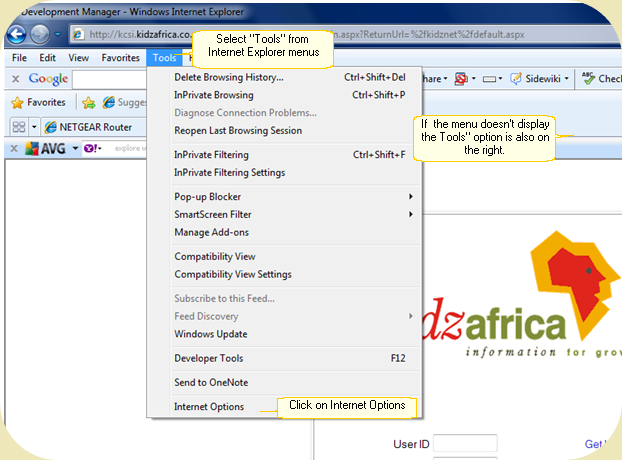 Development Manager - Windows Internet Explorer
http://kcsi.kidzafrica.co
.aspx?ReturnUrl=%2fkidznet%2fdefault.aspx
Select "Tools" from
Internet Explorer menus
File Edit View Favorites Tools
x Google
hare Sidewiki ABC Check
Favorites Sugges
NETGEAR Router
x AVG Y! explore w
Delete Browsing History... Ctrl+Shift+Del
InPrivate Browsing Ctrl+Shift+P
Diagnose Connection Problems...
Reopen Last Browsing Session
InPrivate Filtering Ctrl+Shift+F
InPrivate Filtering Settings
Pop-up Blocker
SmartScreen Filter
Manage Add-ons
Compatibility View
Compatibility View Settings
Subscribe to this Feed...
Feed Discovery
Windows Update
Developer Tools F12
Send to OneNote
Internet Options
Click on Internet Options
If the menu doesn't display
the Tools" option is also on
the right.
dzafrica
information for grow
User ID
Get